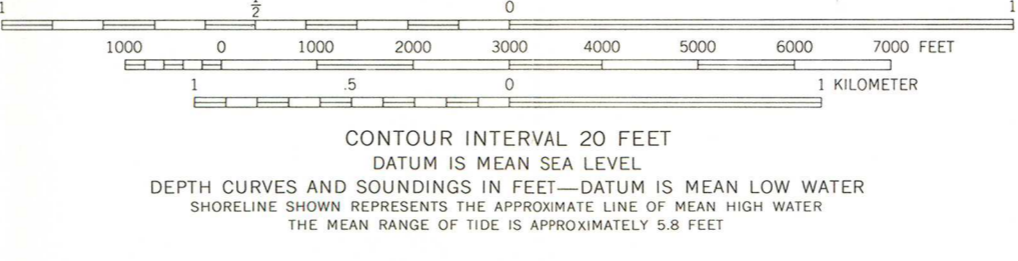 1 ½ 0 1
1000 0 1000 2000 3000 4000 5000 6000 7000 FEET
1 .5 0 1 KILOMETER
CONTOUR INTERVAL 20 FEET
DATUM IS MEAN SEA LEVEL
DEPTH CURVES AND SOUNDINGS IN FEET—DATUM IS MEAN LOW WATER
SHORELINE SHOWN REPRESENTS THE APPROXIMATE LINE OF MEAN HIGH WATER
THE MEAN RANGE OF TIDE IS APPROXIMATELY 5.8 FEET